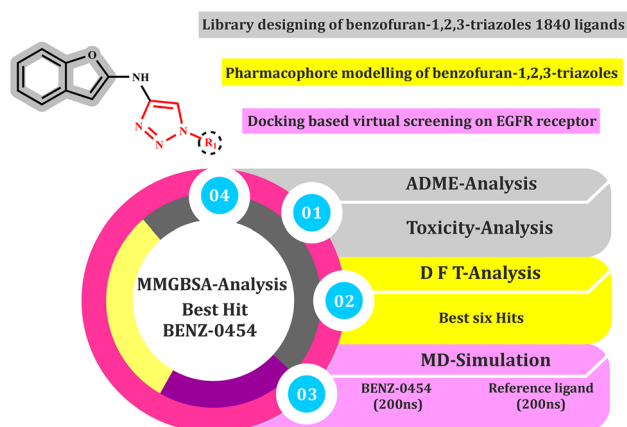 Library designing of benzofuran-1,2,3-triazoles 1840 ligands
Pharmacophore modelling of benzofuran-1,2,3-triazoles
Docking based virtual screening on EGFR receptor
O
NH
N
N
N
R1
04
01
02
03
MMGBSA-Analysis
Best Hit
BENZ-0454
ADME-Analysis
Toxicity-Analysis
D F T-Analysis
Best six Hits
MD-Simulation
BENZ-0454
(200ns)
Reference ligand
(200ns)